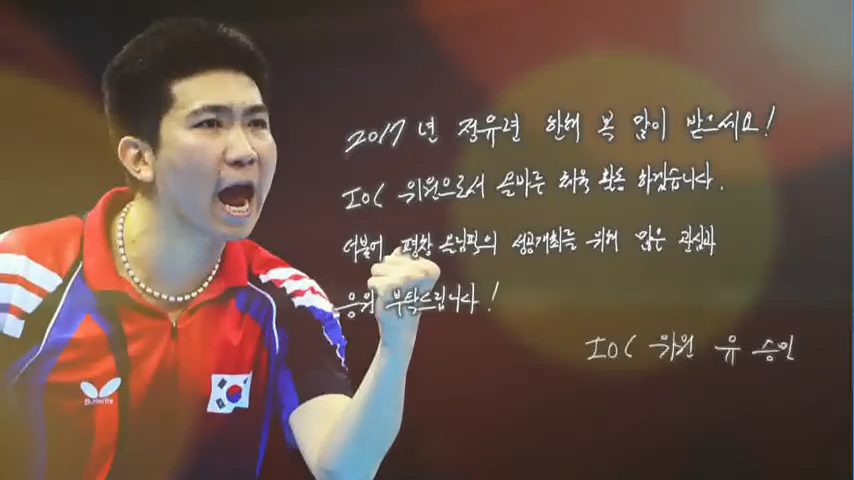 2017년 정유년 한해 복 많이 받으세요!
IOC 위원으로서 올바른 체육 활동 하겠습니다.
더불어 평창 올림픽의 성공개최를 위해 많은 관심과
응원 부탁드립니다!
IOC 위원 유승민